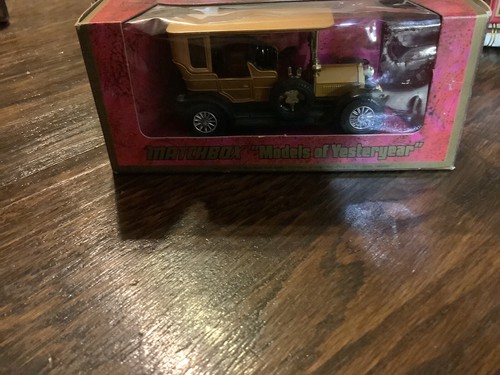 MATCHBOX "Models of Yesteryear"